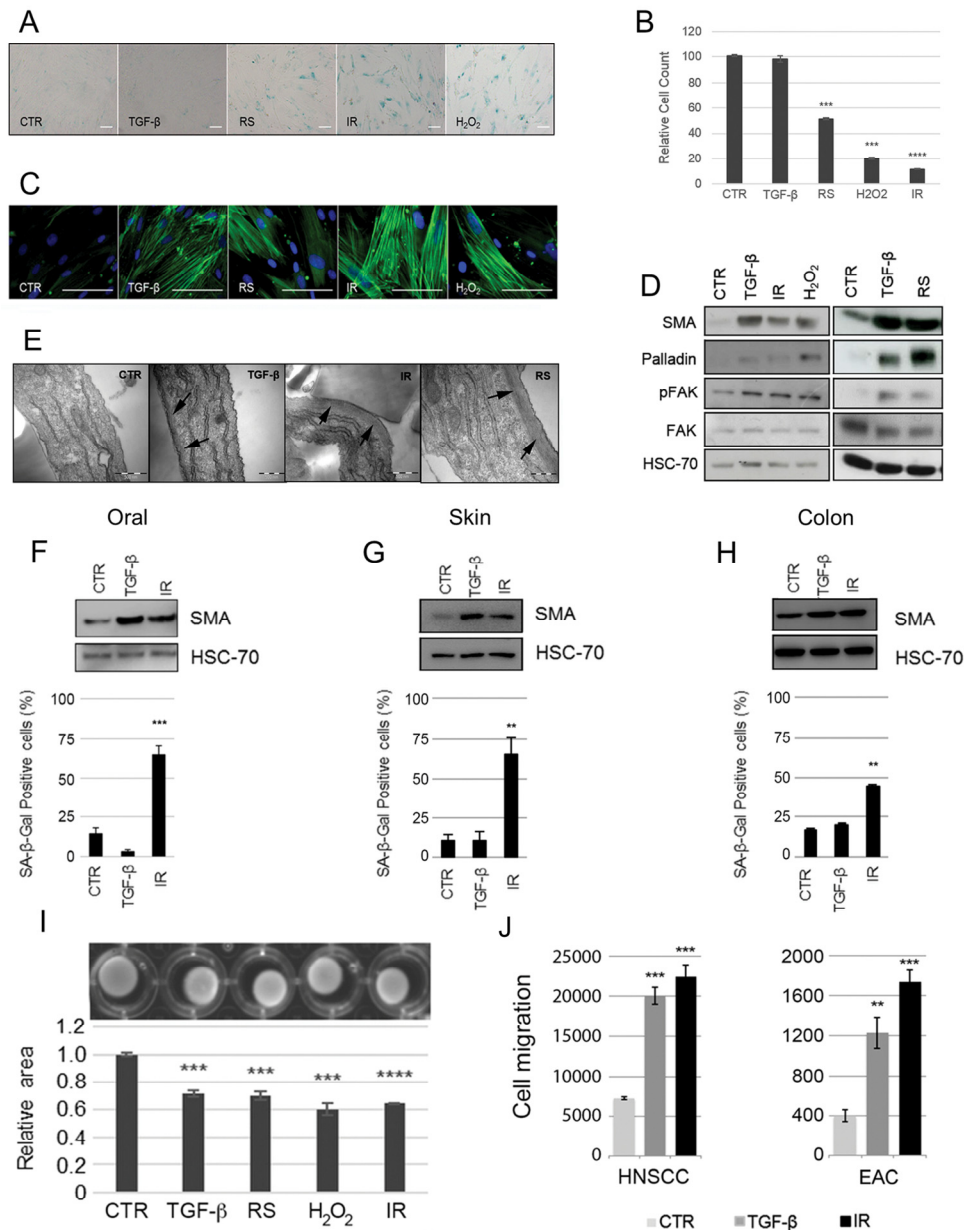 A
CTR TGF-β RS IR H₂O₂
B
Relative Cell Count
120
100
80
60
40
20
0
*** *** ****
CTR TGF-β RS H2O2 IR
C
CTR TGF-β RS IR H₂O₂
D
CTR TGF-β IR H₂O₂ CTR TGF-β RS
SMA
Palladin
pFAK
FAK
HSC-70
E
CTR TGF-β IR RS
Oral Skin Colon
F
CTR TGF-β IR
SMA
HSC-70
SA-β-Gal Positive cells (%)
100
75
50
25
0
***
CTR TGF-β IR
G
CTR TGF-β IR
SMA
HSC-70
SA-β-Gal Positive cells (%)
100
75
50
25
0
**
CTR TGF-β IR
H
CTR TGF-β IR
SMA
HSC-70
SA-β-Gal Positive cells (%)
100
75
50
25
0
**
CTR TGF-β IR
I
Relative area
1.2
1.0
0.8
0.6
0.4
0.2
0
*** *** *** ****
CTR TGF-β RS H₂O₂ IR
J
Cell migration
25000
20000
15000
10000
5000
0
*** ***
HNSCC
2000
1600
1200
800
400
0
** ***
EAC
CTR TGF-β IR